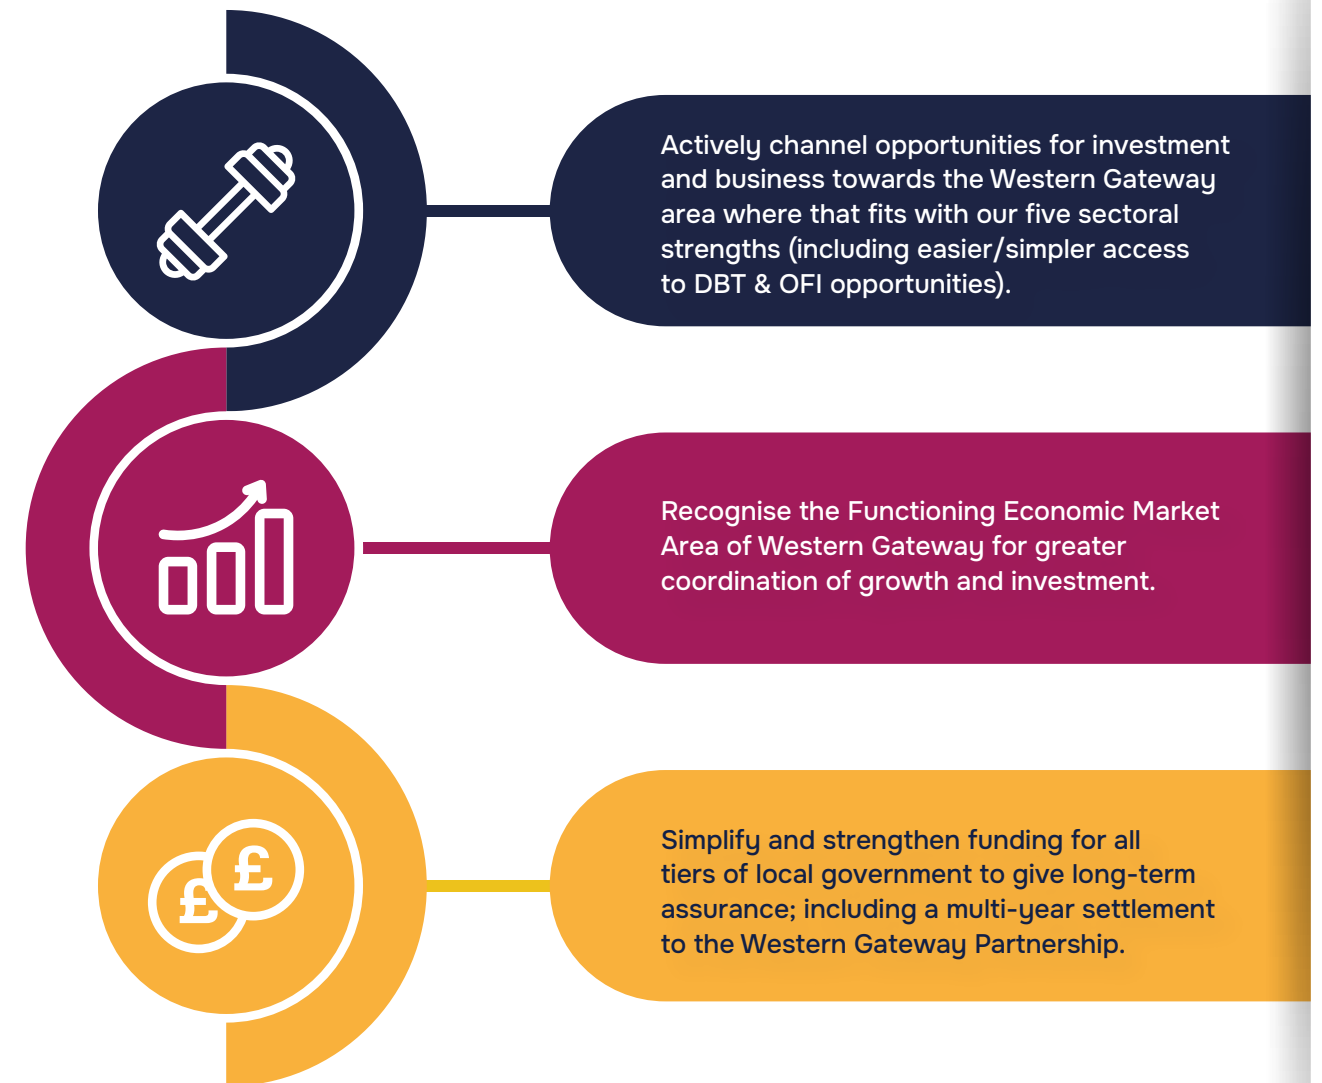 Actively channel opportunities for investment
and business towards the Western Gateway
area where that fits with our five sectoral
strengths (including easier/simpler access
to DBT & OFI opportunities).
Recognise the Functioning Economic Market
Area of Western Gateway for greater
coordination of growth and investment.
£ £
Simplify and strengthen funding for all
tiers of local government to give long-term
assurance; including a multi-year settlement
to the Western Gateway Partnership.